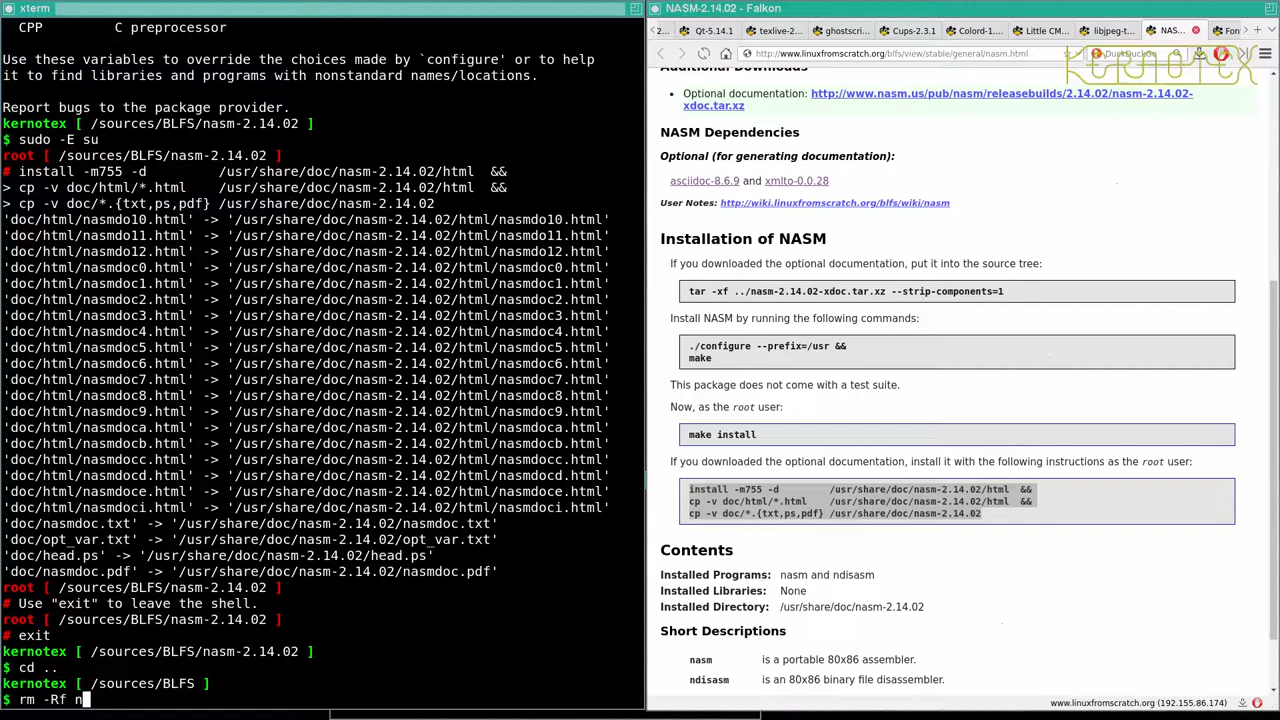 xterm
CPP           C preprocessor
Use these variables to override the choices made by `configure' or to help
it to find libraries and programs with nonstandard names/locations.
Report bugs to the package provider.
kernotex [ /sources/BLFS/nasm-2.14.02 ]
$ sudo -E su
root [ /sources/BLFS/nasm-2.14.02 ]
# install -m755 -d         /usr/share/doc/nasm-2.14.02/html  &&
> cp -v doc/html/*.html    /usr/share/doc/nasm-2.14.02/html  &&
> cp -v doc/*.{txt,ps,pdf} /usr/share/doc/nasm-2.14.02
'doc/html/nasmdo10.html' -> '/usr/share/doc/nasm-2.14.02/html/nasmdo10.html'
'doc/html/nasmdo11.html' -> '/usr/share/doc/nasm-2.14.02/html/nasmdo11.html'
'doc/html/nasmdo12.html' -> '/usr/share/doc/nasm-2.14.02/html/nasmdo12.html'
'doc/html/nasmdoc0.html' -> '/usr/share/doc/nasm-2.14.02/html/nasmdoc0.html'
'doc/html/nasmdoc1.html' -> '/usr/share/doc/nasm-2.14.02/html/nasmdoc1.html'
'doc/html/nasmdoc2.html' -> '/usr/share/doc/nasm-2.14.02/html/nasmdoc2.html'
'doc/html/nasmdoc3.html' -> '/usr/share/doc/nasm-2.14.02/html/nasmdoc3.html'
'doc/html/nasmdoc4.html' -> '/usr/share/doc/nasm-2.14.02/html/nasmdoc4.html'
'doc/html/nasmdoc5.html' -> '/usr/share/doc/nasm-2.14.02/html/nasmdoc5.html'
'doc/html/nasmdoc6.html' -> '/usr/share/doc/nasm-2.14.02/html/nasmdoc6.html'
'doc/html/nasmdoc7.html' -> '/usr/share/doc/nasm-2.14.02/html/nasmdoc7.html'
'doc/html/nasmdoc8.html' -> '/usr/share/doc/nasm-2.14.02/html/nasmdoc8.html'
'doc/html/nasmdoc9.html' -> '/usr/share/doc/nasm-2.14.02/html/nasmdoc9.html'
'doc/html/nasmdoca.html' -> '/usr/share/doc/nasm-2.14.02/html/nasmdoca.html'
'doc/html/nasmdocb.html' -> '/usr/share/doc/nasm-2.14.02/html/nasmdocb.html'
'doc/html/nasmdocc.html' -> '/usr/share/doc/nasm-2.14.02/html/nasmdocc.html'
'doc/html/nasmdocd.html' -> '/usr/share/doc/nasm-2.14.02/html/nasmdocd.html'
'doc/html/nasmdoce.html' -> '/usr/share/doc/nasm-2.14.02/html/nasmdoce.html'
'doc/html/nasmdoci.html' -> '/usr/share/doc/nasm-2.14.02/html/nasmdoci.html'
'doc/nasmdoc.txt' -> '/usr/share/doc/nasm-2.14.02/nasmdoc.txt'
'doc/opt_var.txt' -> '/usr/share/doc/nasm-2.14.02/opt_var.txt'
'doc/head.ps' -> '/usr/share/doc/nasm-2.14.02/head.ps'
'doc/nasmdoc.pdf' -> '/usr/share/doc/nasm-2.14.02/nasmdoc.pdf'
root [ /sources/BLFS/nasm-2.14.02 ]
# Use "exit" to leave the shell.
root [ /sources/BLFS/nasm-2.14.02 ]
# exit
kernotex [ /sources/BLFS/nasm-2.14.02 ]
$ cd ..
kernotex [ /sources/BLFS ]
$ rm -Rf n
NASM-2.14.02 - Falkon
2... Qt-5.14.1 texlive-2... ghostscri... Cups-2.3.1 Colord-1.... Little CM... libjpeg-t... NAS... Fon
http://www.linuxfromscratch.org/blfs/view/stable/general/nasm.html DuckDuckGo
KERNOTEX
Additional Downloads
Optional documentation: http://www.nasm.us/pub/nasm/releasebuilds/2.14.02/nasm-2.14.02-
xdoc.tar.xz
NASM Dependencies
Optional (for generating documentation):
asciidoc-8.6.9 and xmlto-0.0.28
User Notes: http://wiki.linuxfromscratch.org/blfs/wiki/nasm
Installation of NASM
If you downloaded the optional documentation, put it into the source tree:
tar -xf ../nasm-2.14.02-xdoc.tar.xz --strip-components=1
Install NASM by running the following commands:
./configure --prefix=/usr &&
make
This package does not come with a test suite.
Now, as the root user:
make install
If you downloaded the optional documentation, install it with the following instructions as the root user:
install -m755 -d         /usr/share/doc/nasm-2.14.02/html  &&
cp -v doc/html/*.html    /usr/share/doc/nasm-2.14.02/html  &&
cp -v doc/*.{txt,ps,pdf} /usr/share/doc/nasm-2.14.02
Contents
Installed Programs: nasm and ndisasm
Installed Libraries: None
Installed Directory: /usr/share/doc/nasm-2.14.02
Short Descriptions
nasm is a portable 80x86 assembler.
ndisasm is an 80x86 binary file disassembler.
www.linuxfromscratch.org (192.155.86.174)